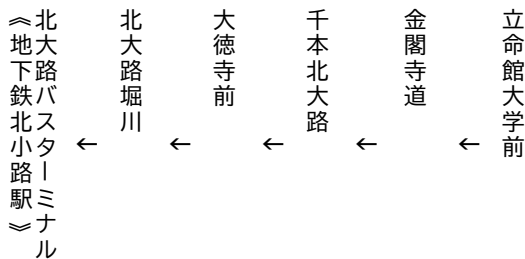 立命館大学前
←
金閣寺道
←
千本北大路
←
大徳寺前
←
北大路堀川
←
北大路バスターミナル
《地下鉄北小路駅》